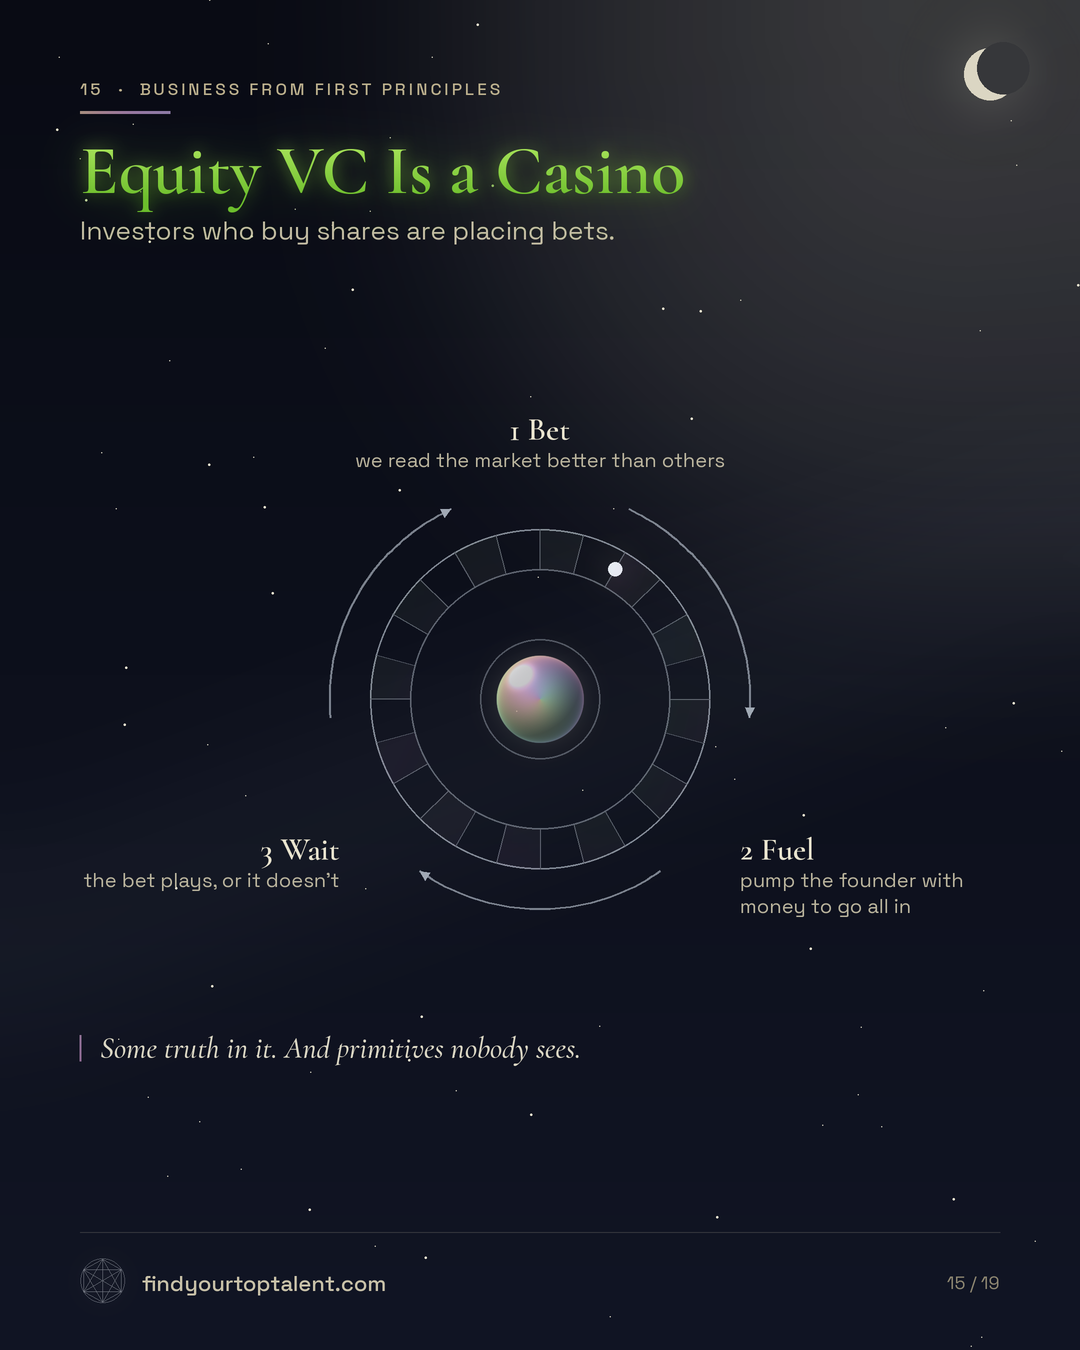 15 · BUSINESS FROM FIRST PRINCIPLES
Equity VC Is a Casino
Investors who buy shares are placing bets.
1 Bet
we read the market better than others
3 Wait
the bet plays, or it doesn't
2 Fuel
pump the founder with
money to go all in
Some truth in it. And primitives nobody sees.
findyourtoptalent.com
15 / 19